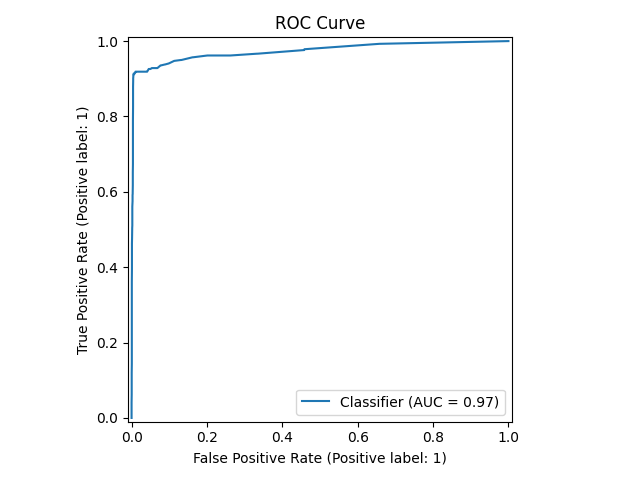 ROC Curve
True Positive Rate (Positive label: 1)
1.0
0.8
0.6
0.4
0.2
0.0
Classifier (AUC = 0.97)
0.0 0.2 0.4 0.6 0.8 1.0
False Positive Rate (Positive label: 1)